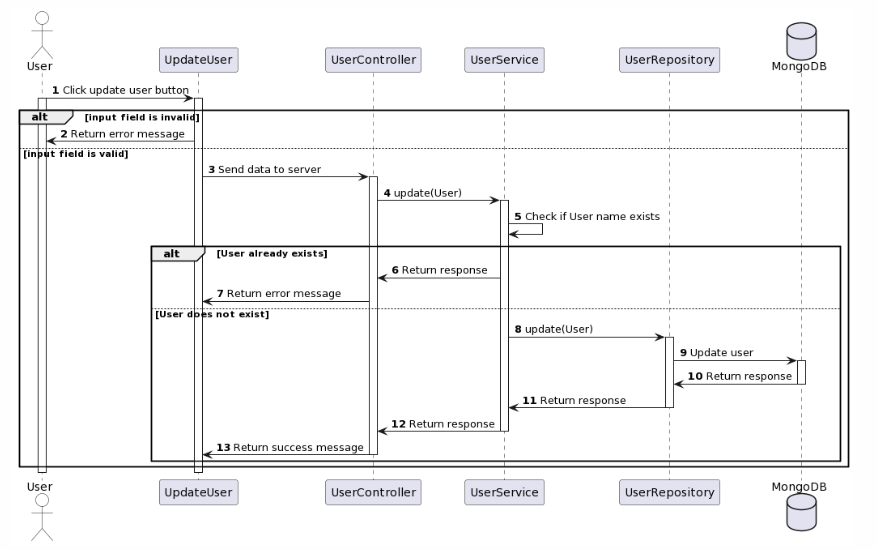 User
UpdateUser
UserController
UserService
UserRepository
MongoDB
1 Click update user button
alt [input field is invalid]
2 Return error message
[input field is valid]
3 Send data to server
4 update(User)
5 Check if User name exists
alt [User already exists]
6 Return response
7 Return error message
[User does not exist]
8 update(User)
9 Update user
10 Return response
11 Return response
12 Return response
13 Return success message
User
UpdateUser
UserController
UserService
UserRepository
MongoDB